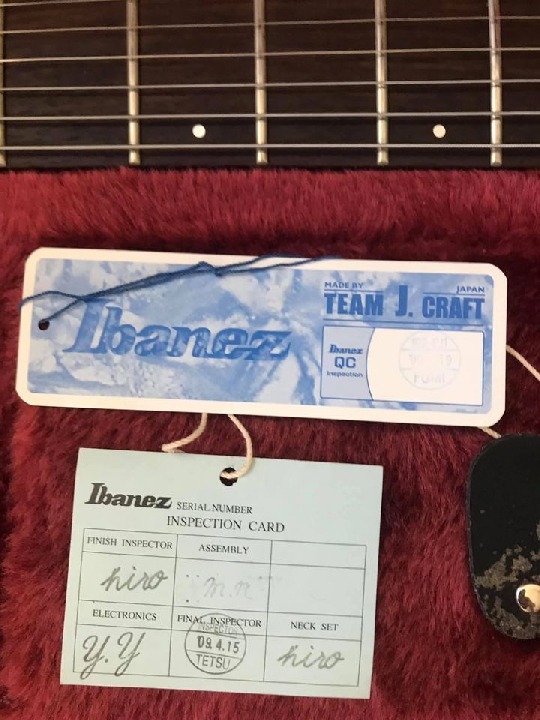 MADE BY JAPAN
TEAM J. CRAFT
Ibanez
Ibanez
QC
Inspection
Ibanez SERIAL NUMBER
INSPECTION CARD
FINISH INSPECTOR ASSEMBLY
hiro m.n
ELECTRONICS FINAL INSPECTOR NECK SET
Y.Y hiro
INSPECTOR
'09.4.15
TETSU